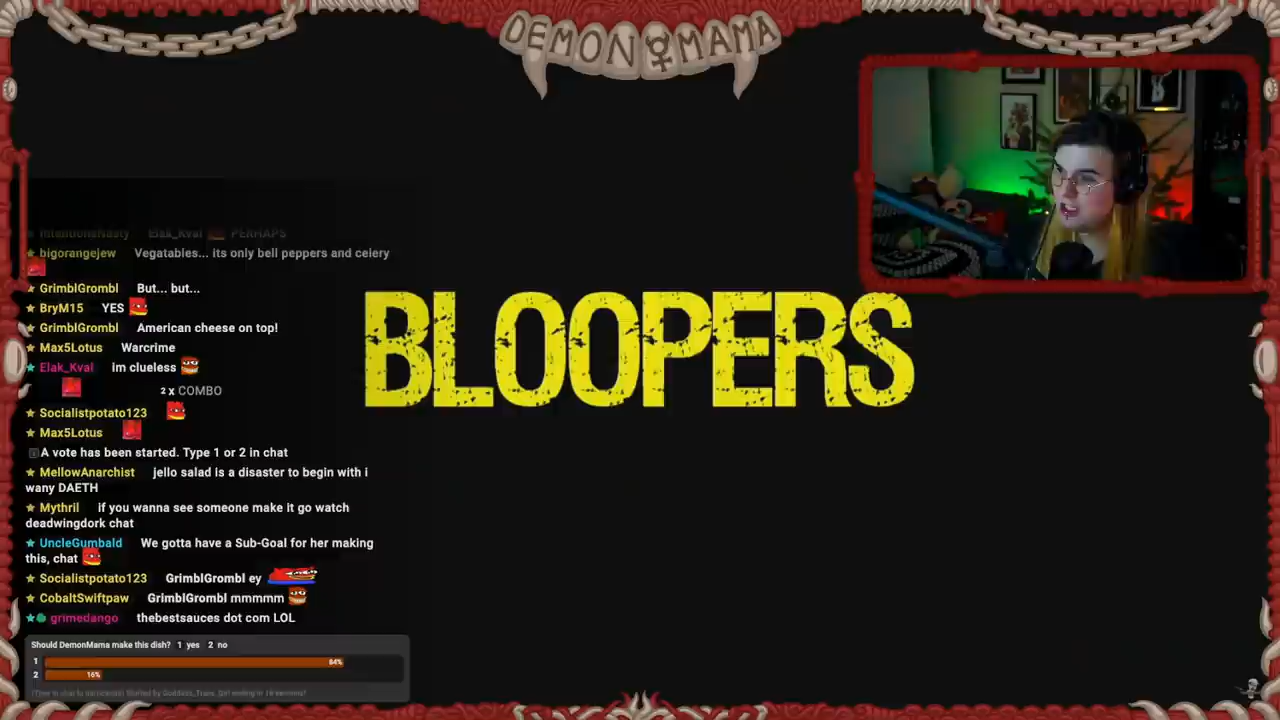 DEMON MAMA
IntentionsNasty Elak_Kval PERHAPS
bigorangejew Vegatables... its only bell peppers and celery
GrimblGrombl But... but...
BryM15 YES
GrimblGrombl American cheese on top!
Max5Lotus Warcrime
Elak_Kval im clueless
2 x COMBO
Socialistpotato123
Max5Lotus
A vote has been started. Type 1 or 2 in chat
MellowAnarchist jello salad is a disaster to begin with i
wany DAETH
Mythril if you wanna see someone make it go watch
deadwingdork chat
UncleGumbald We gotta have a Sub-Goal for her making
this, chat
Socialistpotato123 GrimblGrombl ey
CobaltSwiftpaw GrimblGrombl mmmmm
grimedango thebestsauces dot com LOL
BLOOPERS
Should DemonMama make this dish? 1 yes 2 no
1 84%
2 16%